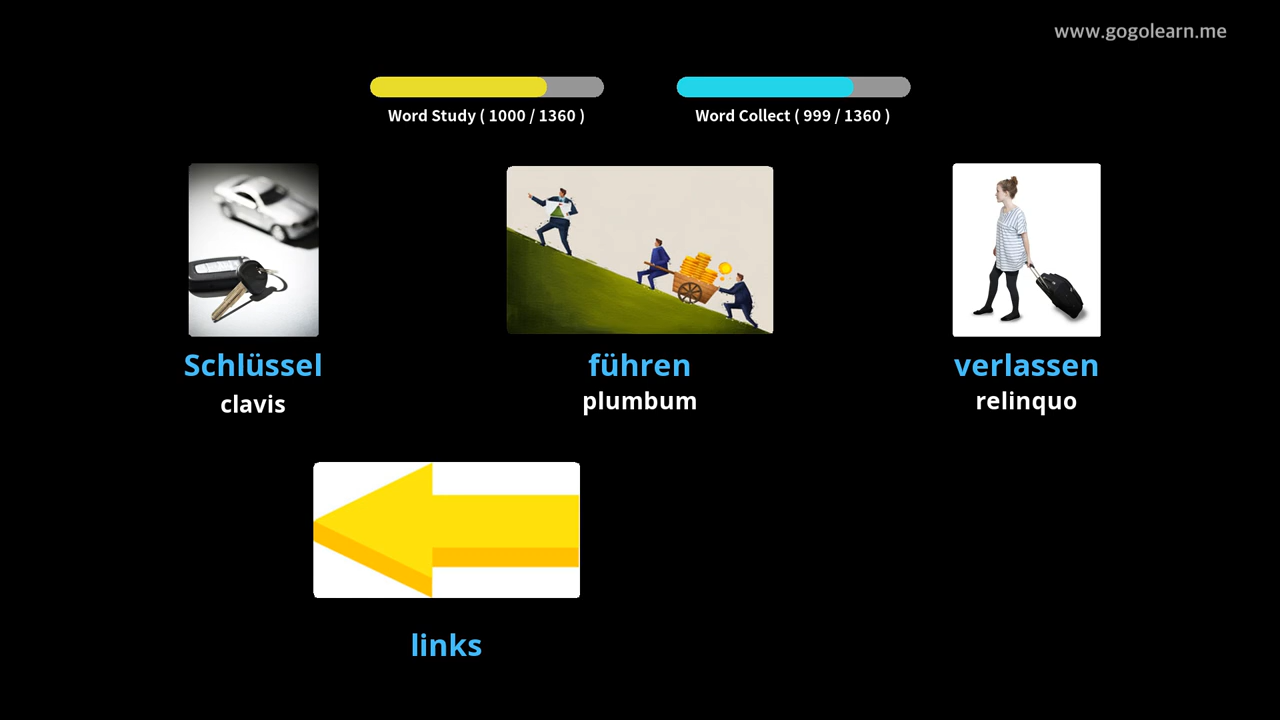 www.gogolearn.me
Word Study ( 1000 / 1360 )
Word Collect ( 999 / 1360 )
Schlüssel
clavis
führen
plumbum
verlassen
relinquo
links